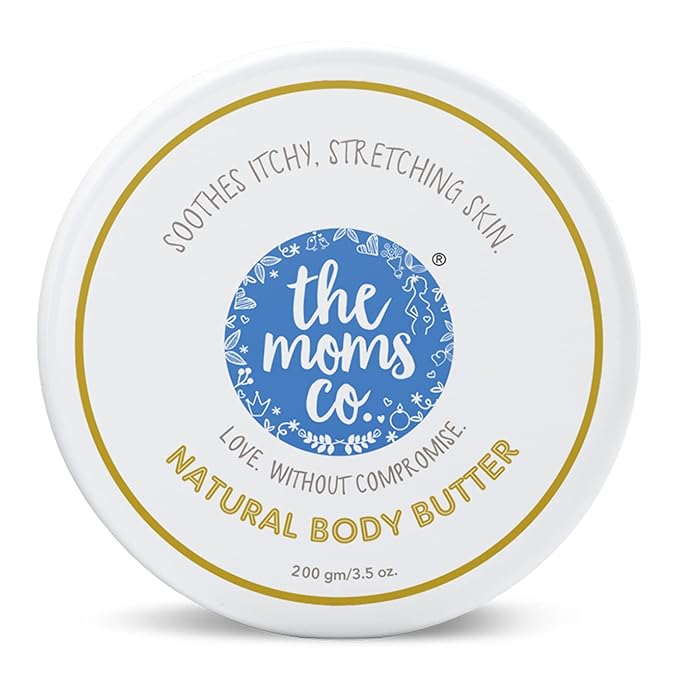 SOOTHES ITCHY, STRETCHING SKIN.
®
the
moms
co.
LOVE. WITHOUT COMPROMISE.
NATURAL BODY BUTTER
200 gm/3.5 oz.